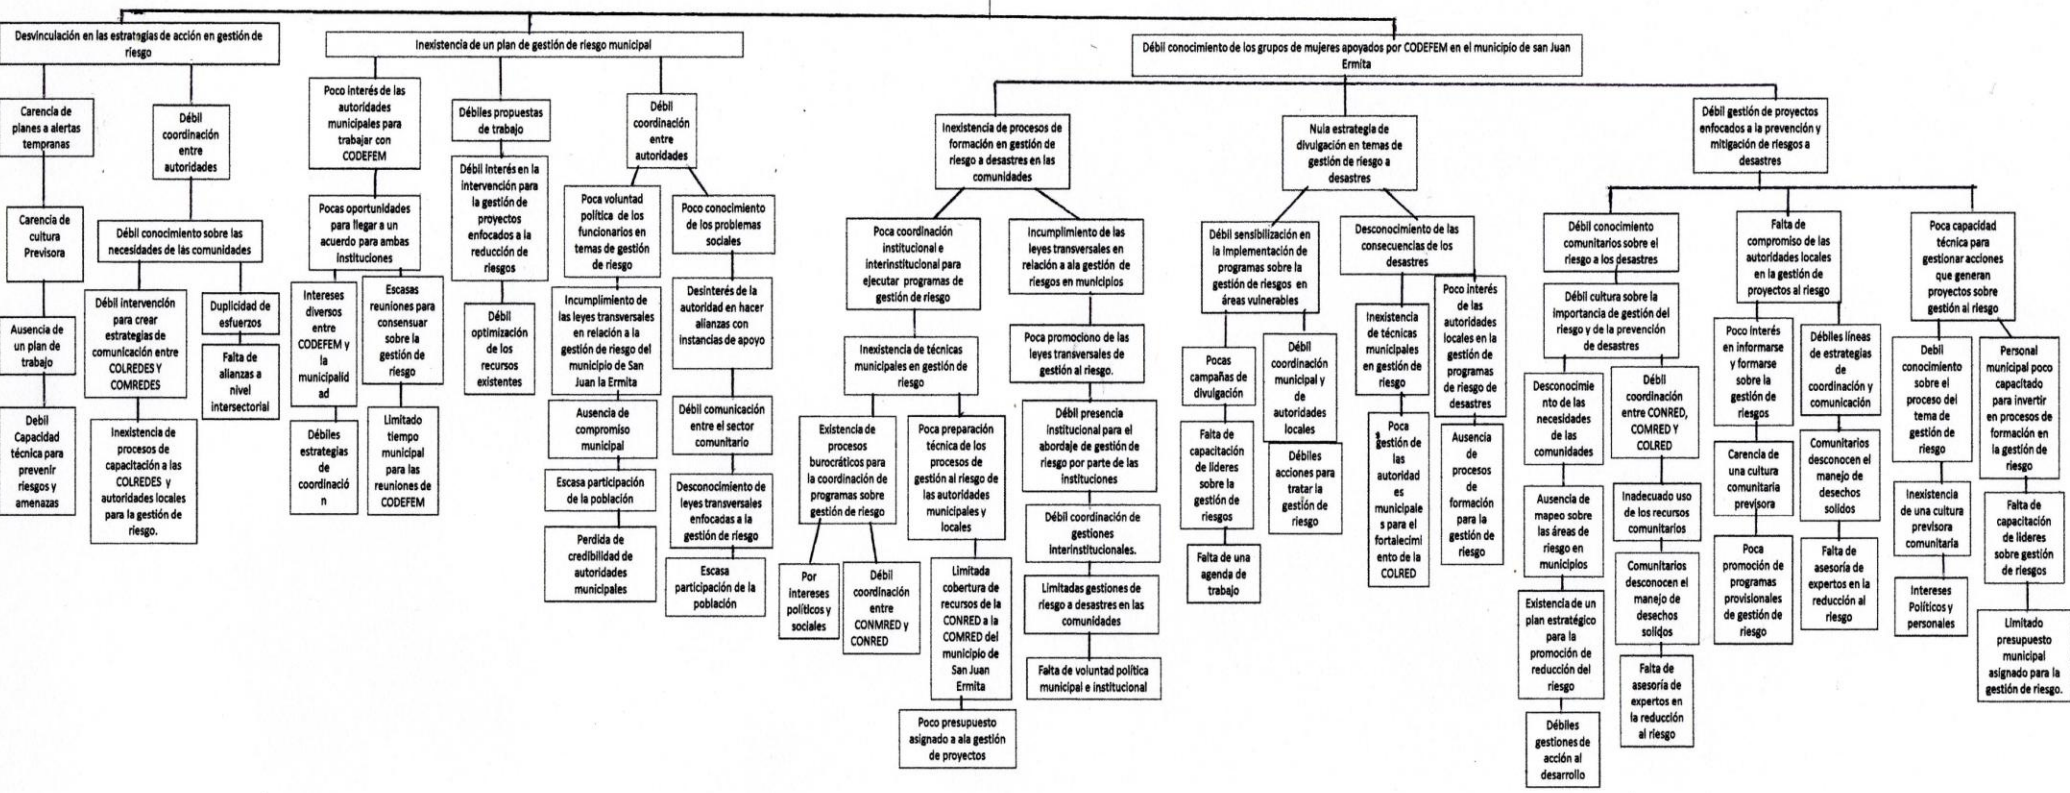 Desvinculación en las estrategias de acción en gestión de
riesgo
Carencia de
planes a alertas
tempranas
Carencia de
cultura
Previsora
Ausencia de
un plan de
trabajo
Debil
Capacidad
técnica para
prevenir
riesgos y
amenazas
Débil
coordinación
entre
autoridades
Débil conocimiento sobre las
necesidades de las comunidades
Débil intervención
para crear
estrategias de
comunicación entre
COLREDES Y
COMREDES
Inexistencia de
procesos de
capacitación a las
COLREDES y
autoridades locales
para la gestión de
riesgo.
Duplicidad de
esfuerzos
Falta de
alianzas a
nivel
intersectorial
Inexistencia de un plan de gestión de riesgo municipal
Poco interés de las
autoridades
municipales para
trabajar con
CODEFEM
Pocas oportunidades
para llegar a un
acuerdo para ambas
instituciones
Intereses
diversos
entre
CODEFEM y
la
municipalid
ad
Débiles
estrategias
de
coordinació
n
Escasas
reuniones para
consensuar
sobre la
gestión de
riesgo
Limitado
tiempo
municipal
para las
reuniones de
CODEFEM
Débiles propuestas
de trabajo
Débil interés en la
intervención para
la gestión de
proyectos
enfocados a la
reducción de
riesgos
Débil
optimización
de los
recursos
existentes
Débil
coordinación
entre
autoridades
Poca voluntad
política de los
funcionarios en
temas de gestión
de riesgo
Incumplimiento de
las leyes transversales
en relación a la
gestión de riesgo del
municipio de San
Juan la Ermita
Ausencia de
compromiso
municipal
Escasa participación
de la población
Perdida de
credibilidad de
autoridades
municipales
Poco conocimiento
de los problemas
sociales
Desinterés de la
autoridad en hacer
alianzas con
instancias de apoyo
Débil comunicación
entre el sector
comunitario
Desconocimiento de
leyes transversales
enfocadas a la
gestión de riesgo
Escasa
participación de la
población
Débil conocimiento de los grupos de mujeres apoyados por CODEFEM en el municipio de san Juan
Ermita
Inexistencia de procesos de
formación en gestión de
riesgo a desastres en las
comunidades
Poca coordinación
institucional e
interinstitucional para
ejecutar programas de
gestión de riesgo
Inexistencia de técnicas
municipales en gestión de
riesgo
Existencia de
procesos
burocráticos para
la coordinación de
programas sobre
gestión de riesgo
Por
intereses
políticos y
sociales
Débil
coordinación
entre
CONMRED y
CONRED
Poca preparación
técnica de los
procesos de
gestión al riesgo de
las autoridades
municipales y
locales
Limitada
cobertura de
recursos de la
CONRED a la
COMRED del
municipio de
San Juan
Ermita
Poco presupuesto
asignado a ala gestión
de proyectos
Incumplimiento de las
leyes transversales en
relación a ala gestión de
riesgos en municipios
Poca promociono de las
leyes transversales de
gestión al riesgo.
Débil presencia
institucional para el
abordaje de gestión de
riesgo por parte de las
instituciones
Débil coordinación de
gestiones
interinstitucionales.
Limitadas gestiones de
riesgo a desastres en las
comunidades
Falta de voluntad política
municipal e institucional
Nula estrategia de
divulgación en temas de
gestión de riesgo a
desastres
Débil sensibilización en
la implementación de
programas sobre la
gestión de riesgos en
áreas vulnerables
Pocas
campañas de
divulgación
Falta de
capacitación
de lideres
sobre la
gestión de
riesgos
Falta de una
agenda de
trabajo
Débil
coordinación
municipal y
de
autoridades
locales
Débiles
acciones para
tratar la
gestión de
riesgo
Desconocimiento de las
consecuencias de los
desastres
Inexistencia
de técnicas
municipales
en gestión de
riesgo
Poca
gestión de
las
autoridad
es
municipale
s para el
fortalecimi
ento de la
COLRED
Poco interés
de las
autoridades
locales en la
gestión de
programas
de riesgo de
desastres
Ausencia
de
procesos
de
formación
para la
gestión de
riesgo
Débil gestión de proyectos
enfocados a la prevención y
mitigación de riesgos a
desastres
Débil conocimiento
comunitarios sobre el
riesgo a los desastres
Débil cultura sobre la
importancia de gestión del
riesgo y de la prevención
de desastres
Desconocimie
nto de las
necesidades
de las
comunidades
Ausencia de
mapeo sobre
las áreas de
riesgo en
municipios
Existencia de un
plan estratégico
para la
promoción de
reducción del
riesgo
Débiles
gestiones de
acción al
desarrollo
Débil
coordinación
entre CONRED,
COMRED Y
COLRED
Inadecuado uso
de los recursos
comunitarios
Comunitarios
desconocen el
manejo de
desechos
solidos
Falta de
asesoría de
expertos en
la reducción
al riesgo
Falta de
compromiso de las
autoridades locales
en la gestión de
proyectos al riesgo
Poco interés
en informarse
y formarse
sobre la
gestión de
riesgos
Carencia de
una cultura
comunitaria
previsora
Poca
promoción de
programas
provisionales
de gestión de
riesgo
Débiles líneas
de estrategias
de
coordinación y
comunicación
Comunitarios
desconocen el
manejo de
desechos
solidos
Falta de
asesoría de
expertos en la
reducción al
riesgo
Poca capacidad
técnica para
gestionar acciones
que generan
proyectos sobre
gestión al riesgo
Debil
conocimiento
sobre el
proceso del
tema de
gestión de
riesgo
Inexistencia
de una cultura
previsora
comunitaria
Intereses
Políticos y
personales
Personal
municipal poco
capacitado
para invertir
en procesos de
formación en
la gestión de
riesgo
Falta de
capacitación
de lideres
sobre gestión
de riesgos
Limitado
presupuesto
municipal
asignado para la
gestión de riesgo.